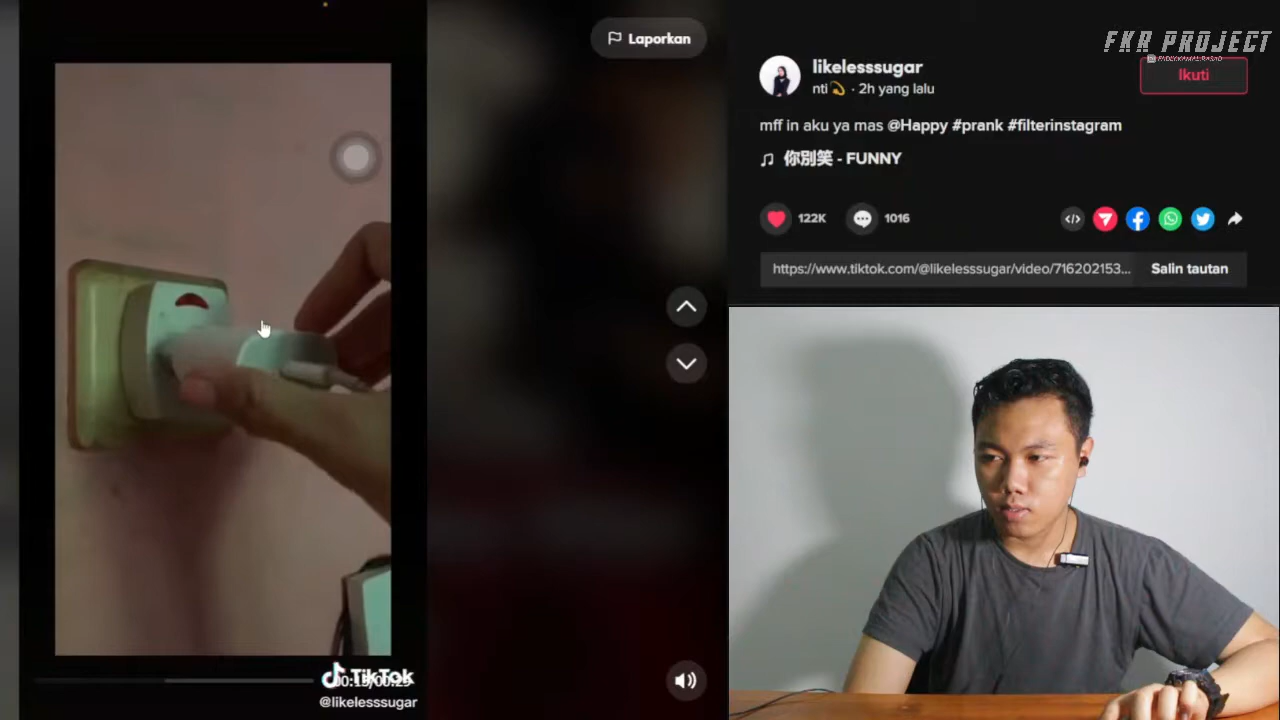 Laporkan
FKR PROJECT
likelesssugar
nti · 2h yang lalu
Ikuti
mff in aku ya mas @Happy #prank #filterinstagram
你別笑 - FUNNY
122K
1016
https://www.tiktok.com/@likelesssugar/video/716202153...
Salin tautan
TikTok
@likelesssugar